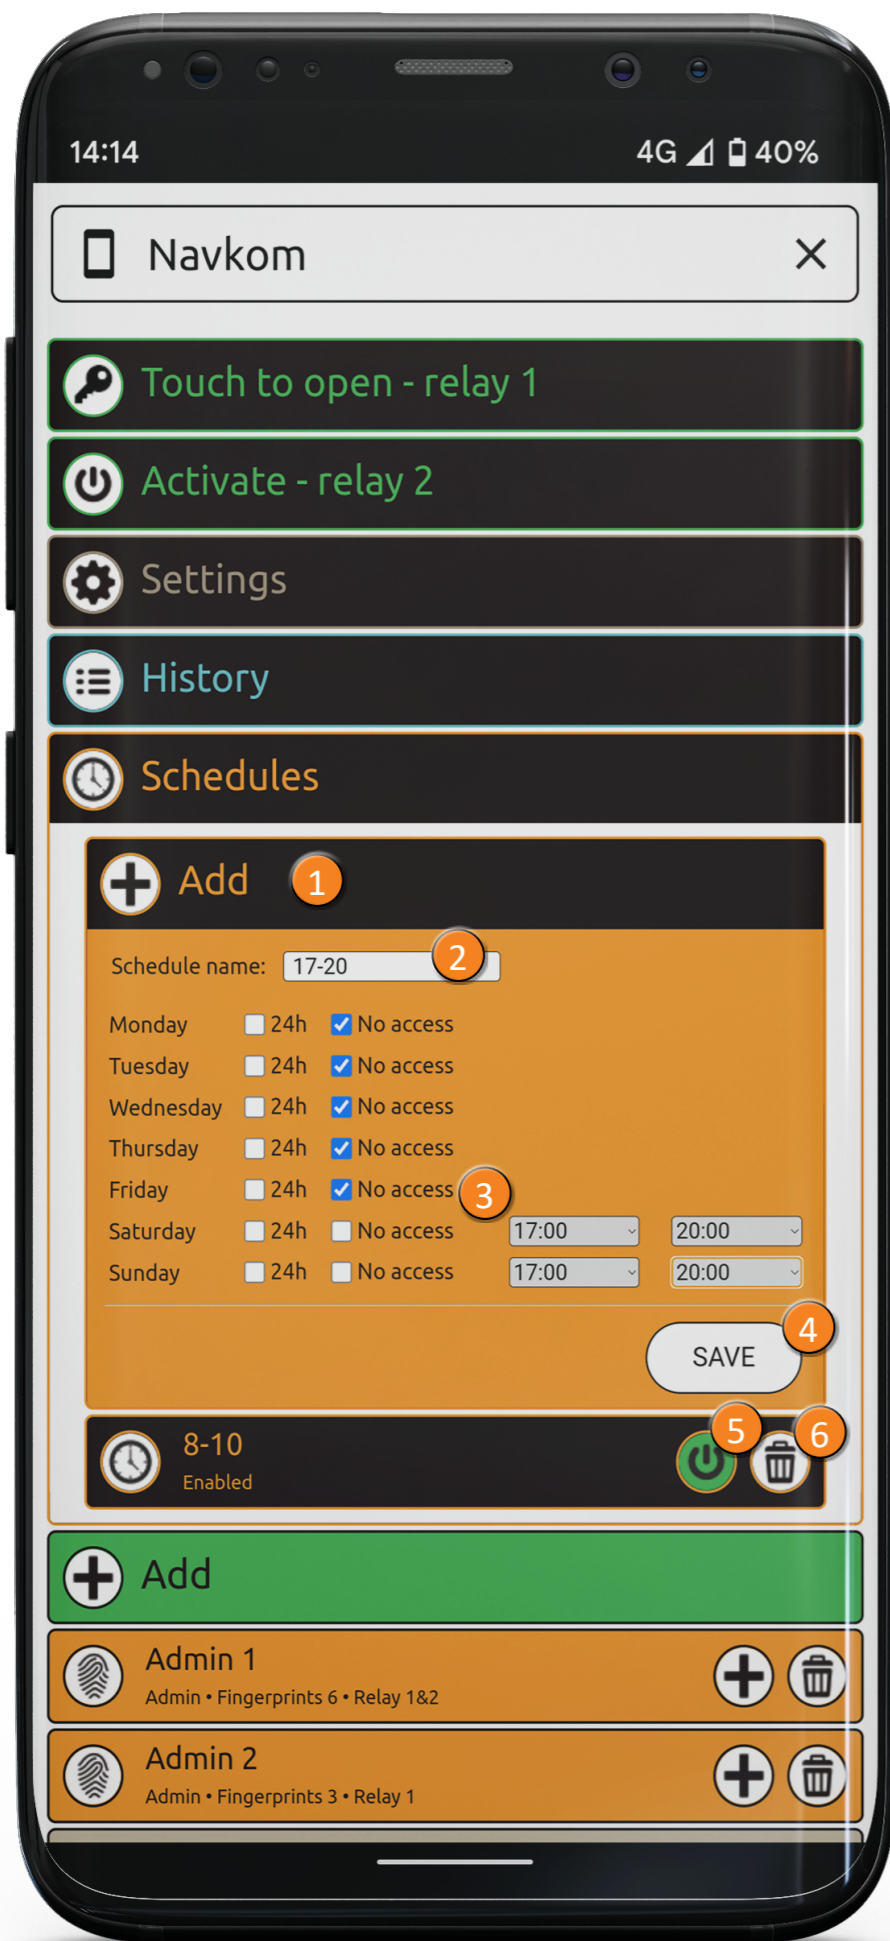 14:14 4G 40%
Navkom
Touch to open - relay 1
Activate - relay 2
Settings
History
Schedules
Add 1
Schedule name: 17-20 2
Monday 24h No access
Tuesday 24h No access
Wednesday 24h No access
Thursday 24h No access
Friday 24h No access 3
Saturday 24h No access 17:00 20:00
Sunday 24h No access 17:00 20:00
SAVE 4
8-10 5 6
Enabled
Add
Admin 1
Admin • Fingerprints 6 • Relay 1&2
Admin 2
Admin • Fingerprints 3 • Relay 1